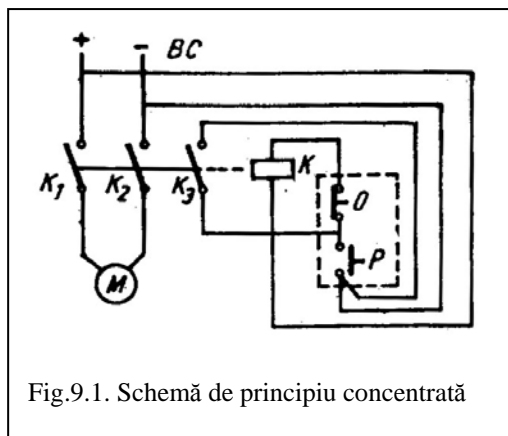 + - BC
K1 K2 K3 K O
P
M
Fig.9.1. Schemă de principiu concentrată